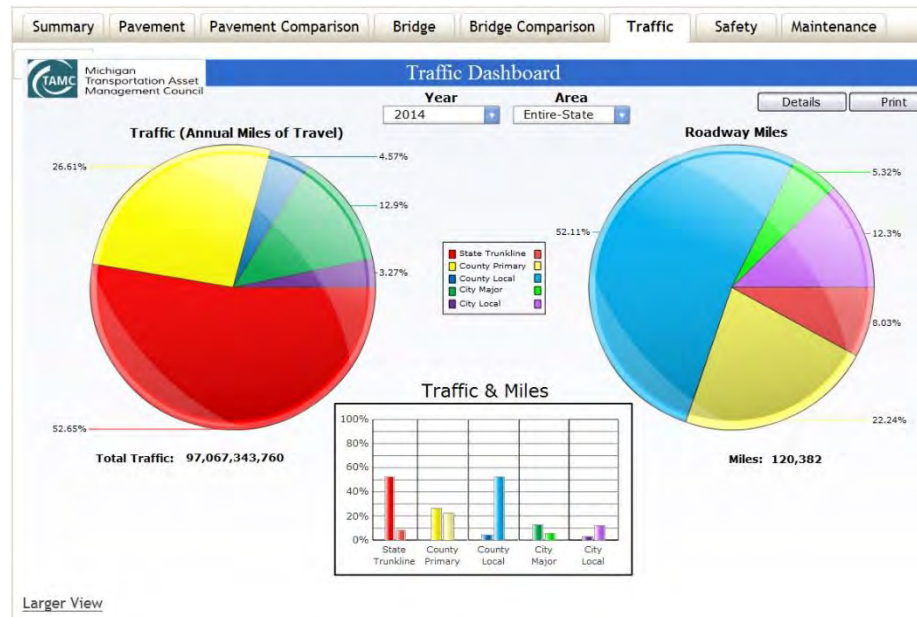 Summary Pavement Pavement Comparison Bridge Bridge Comparison Traffic Safety Maintenance
TAMC
Michigan
Transportation Asset
Management Council
Traffic Dashboard
Year
2014
Area
Entire-State
Details
Print
Traffic (Annual Miles of Travel)
26.61%
4.57%
12.9%
3.27%
52.65%
Total Traffic: 97,067,343,760
State Trunkline
County Primary
County Local
City Major
City Local
Roadway Miles
52.11%
5.32%
12.3%
8.03%
22.24%
Miles: 120,382
Traffic & Miles
100%
80%
60%
40%
20%
0%
State
Trunkline
County
Primary
County
Local
City
Major
City
Local
Larger View